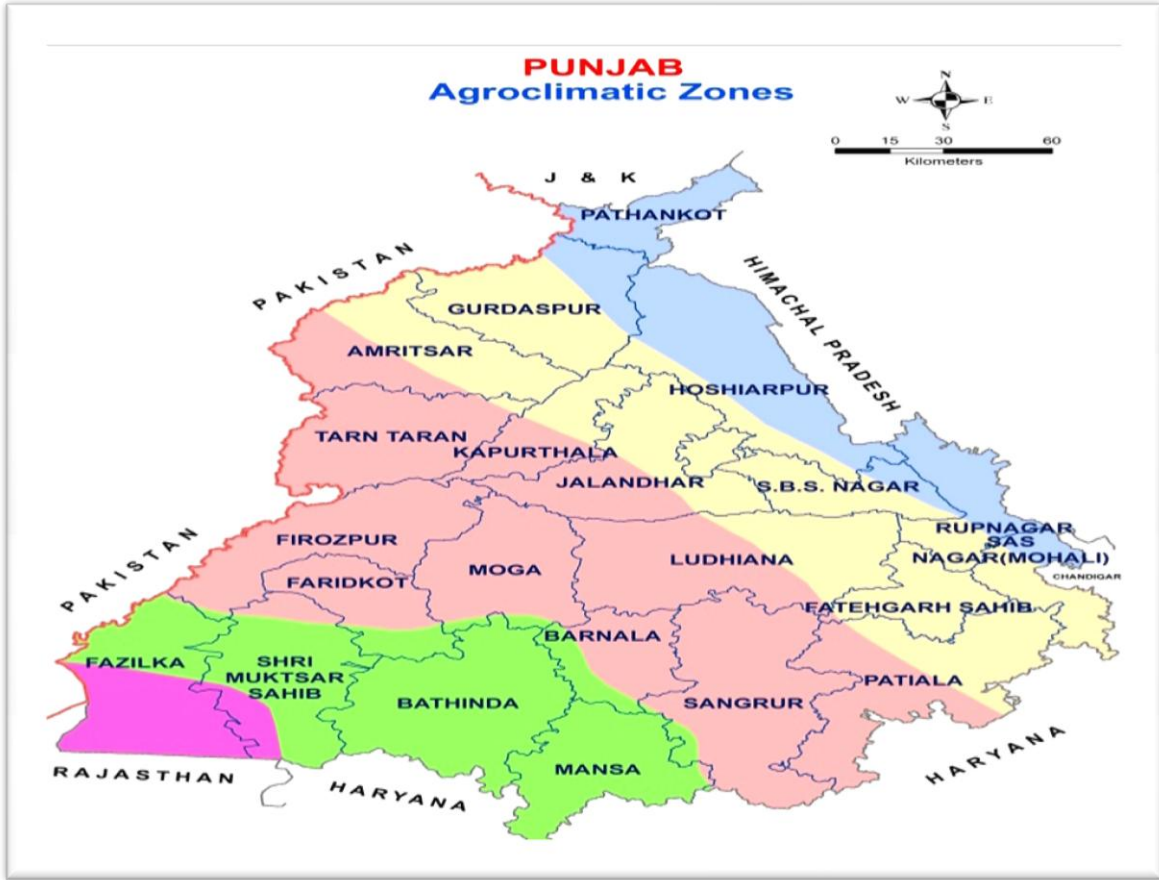 PUNJAB
Agroclimatic Zones
N
W E
S
0 15 30 60
Kilometers
J & K
PATHANKOT
PAKISTAN
HIMACHAL PRADESH
GURDASPUR
AMRITSAR
HOSHIARPUR
TARN TARAN
KAPURTHALA
JALANDHAR
S.B.S. NAGAR
RUPNAGAR
SAS
NAGAR(MOHALI)
CHANDIGAR
PAKISTAN
FIROZPUR
LUDHIANA
MOGA
FARIDKOT
FATEHGARH SAHIB
BARNALA
FAZILKA
SHRI
MUKTSAR
SAHIB
PATIALA
BATHINDA
SANGRUR
HARYANA
MANSA
RAJASTHAN
HARYANA